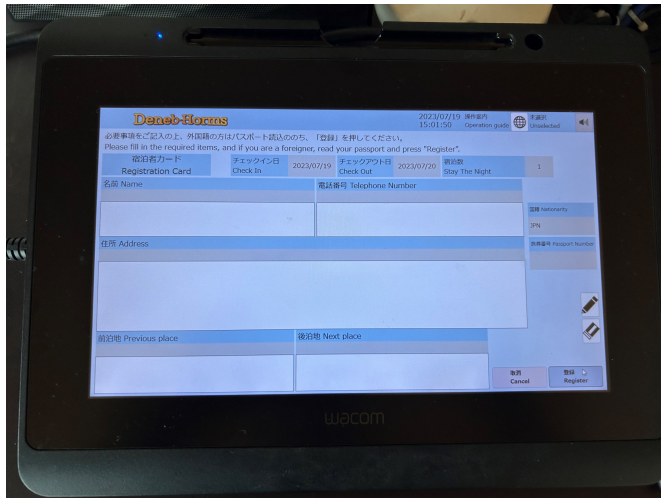 Deneb-Horms
2023/07/19
15:01:50
操作案内
Operation guide
未選択
Unselected
必要事項をご記入の上、外国籍の方はパスポート読込ののち、「登録」を押してください。
Please fill in the required items, and if you are a foreigner, read your passport and press "Register".
宿泊者カード
Registration Card
チェックイン日
Check In
2023/07/19
チェックアウト日
Check Out
2023/07/20
宿泊数
Stay The Night
1
名前 Name
電話番号 Telephone Number
国籍 Nationarity
JPN
旅券番号 Passport Number
住所 Address
前泊地 Previous place
後泊地 Next place
取消
Cancel
登録
Register
wacom